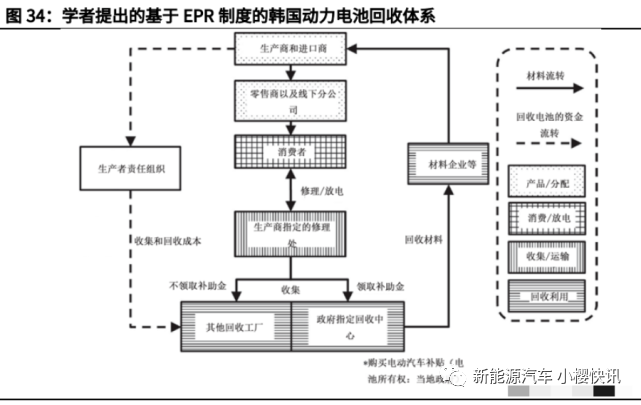 图 34：学者提出的基于 EPR 制度的韩国动力电池回收体系
生产商和进口商
零售商以及线下分公
司
消费者
修理/放电
生产商指定的修理
处
生产者责任组织
收集和回收成本
不领取补助金
收集
领取补助金
其他回收工厂
政府指定回收中
心
回收材料
材料企业等
材料流转
回收电池的资金
流转
产品/分配
消费/放电
收集/运输
回收利用
*购买电动汽车补贴（电
池所有权：当地政
新能源汽车 小樱快讯